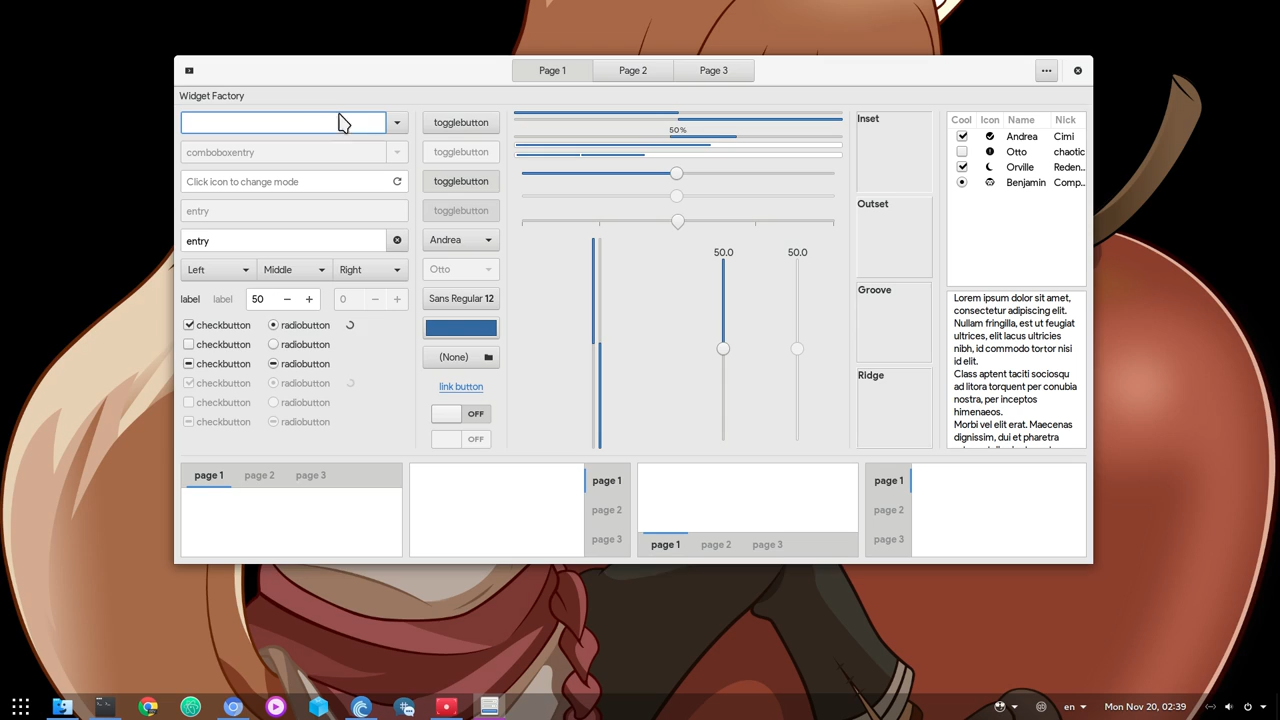 Page 1
Page 2
Page 3
Widget Factory
comboboxentry
Click icon to change mode
entry
entry
Left
Middle
Right
label
label
50
0
checkbutton
radiobutton
checkbutton
radiobutton
checkbutton
radiobutton
checkbutton
radiobutton
checkbutton
radiobutton
checkbutton
radiobutton
togglebutton
togglebutton
togglebutton
togglebutton
Andrea
Otto
Sans Regular 12
(None)
link button
OFF
OFF
50%
50.0
50.0
Inset
Outset
Groove
Ridge
Cool Icon Name Nick
Andrea Cimi
Otto chaotic
Orville Reden...
Benjamin Comp...
Lorem ipsum dolor sit amet,
consectetur adipiscing elit.
Nullam fringilla, est ut feugiat
ultrices, elit lacus ultricies
nibh, id commodo tortor nisi
id elit.
Class aptent taciti sociosqu
ad litora torquent per conubia
nostra, per inceptos
himenaeos.
Morbi vel elit erat. Maecenas
dignissim, dui et pharetra
page 1 page 2 page 3
page 1
page 2
page 3
page 1 page 2 page 3
page 1
page 2
page 3
en
Mon Nov 20, 02:39